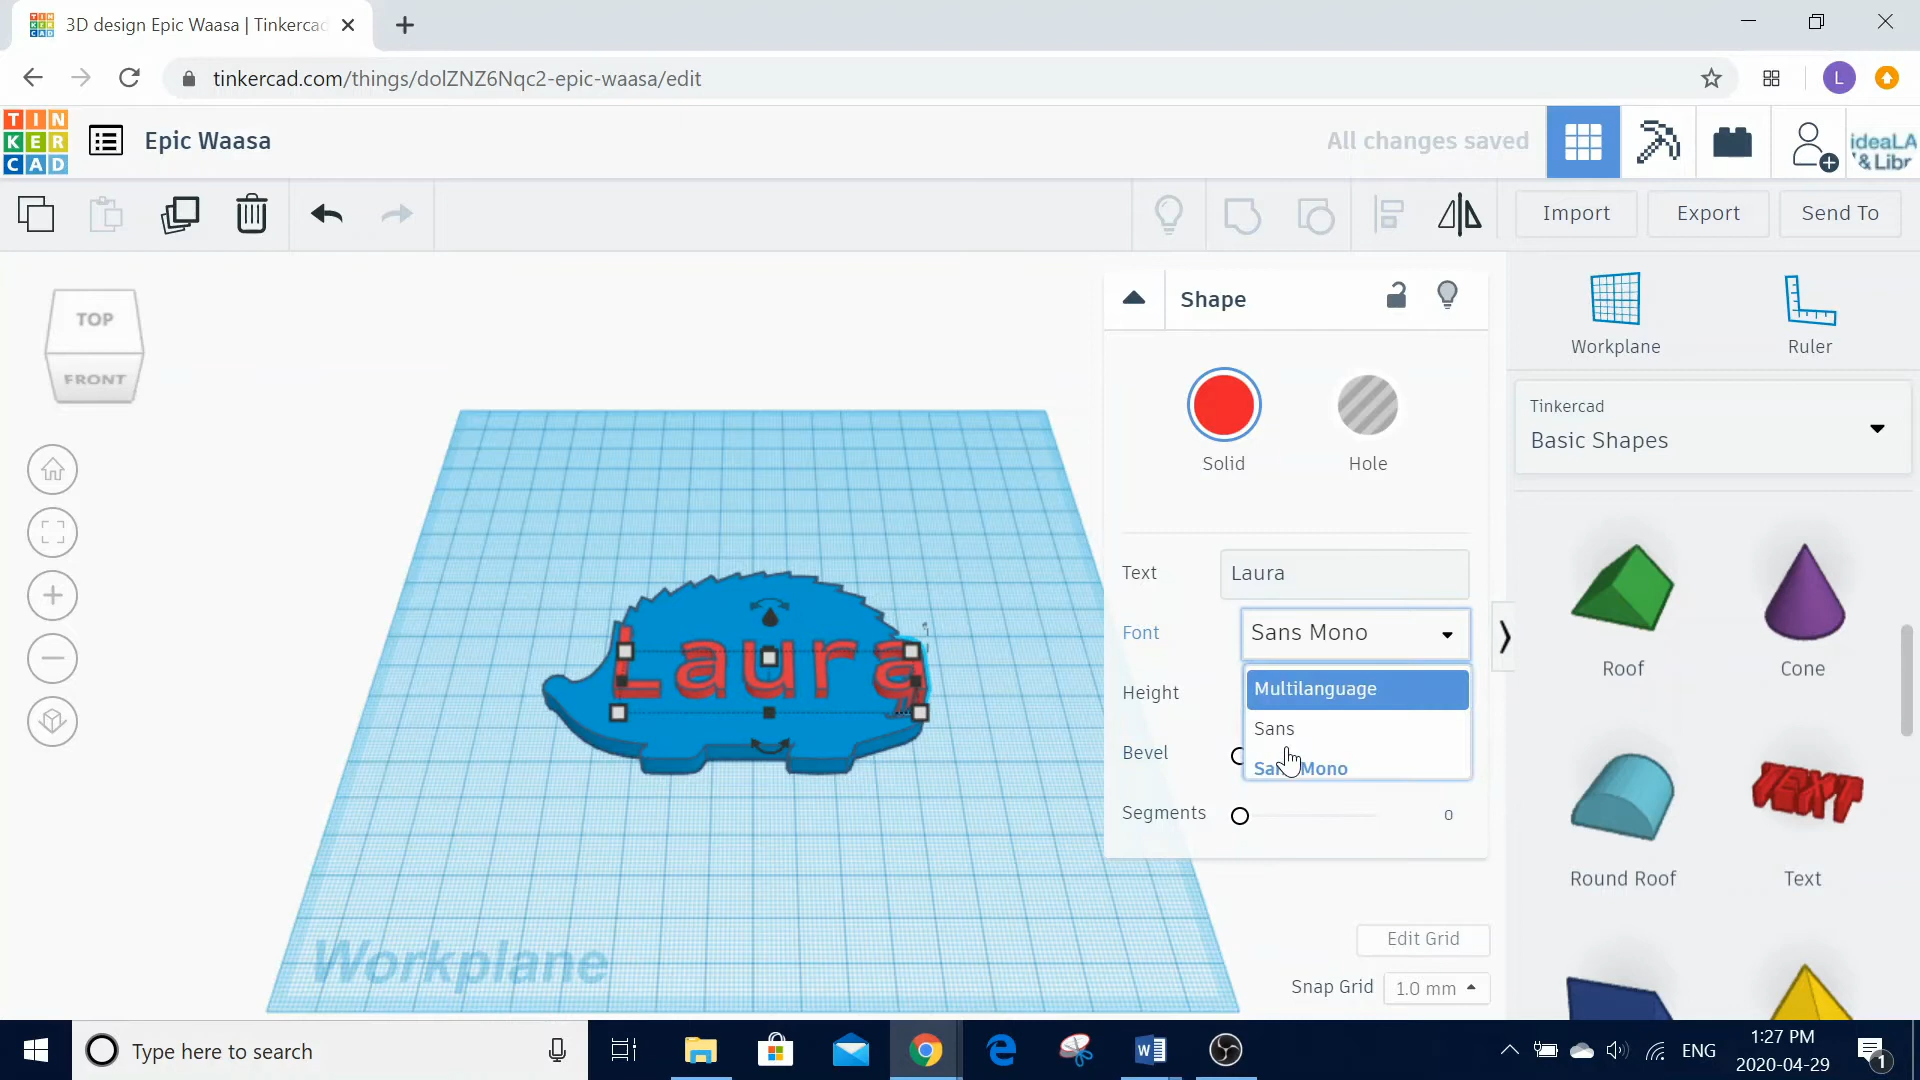 3D design Epic Waasa | Tinkercad
tinkercad.com/things/dolZNZ6Nqc2-epic-waasa/edit
L
TIN
KER
CAD
Epic Waasa
All changes saved
ideaLA
& Libr
Import
Export
Send To
TOP
FRONT
Shape
Solid
Hole
Workplane
Ruler
Tinkercad
Basic Shapes
Text
Laura
Font
Sans Mono
Multilanguage
Sans
Sans Mono
Height
Bevel
Segments
0
Laura
Workplane
Roof
Cone
Round Roof
TEXT
Text
Edit Grid
Snap Grid
1.0 mm
Type here to search
ENG
1:27 PM
2020-04-29
1